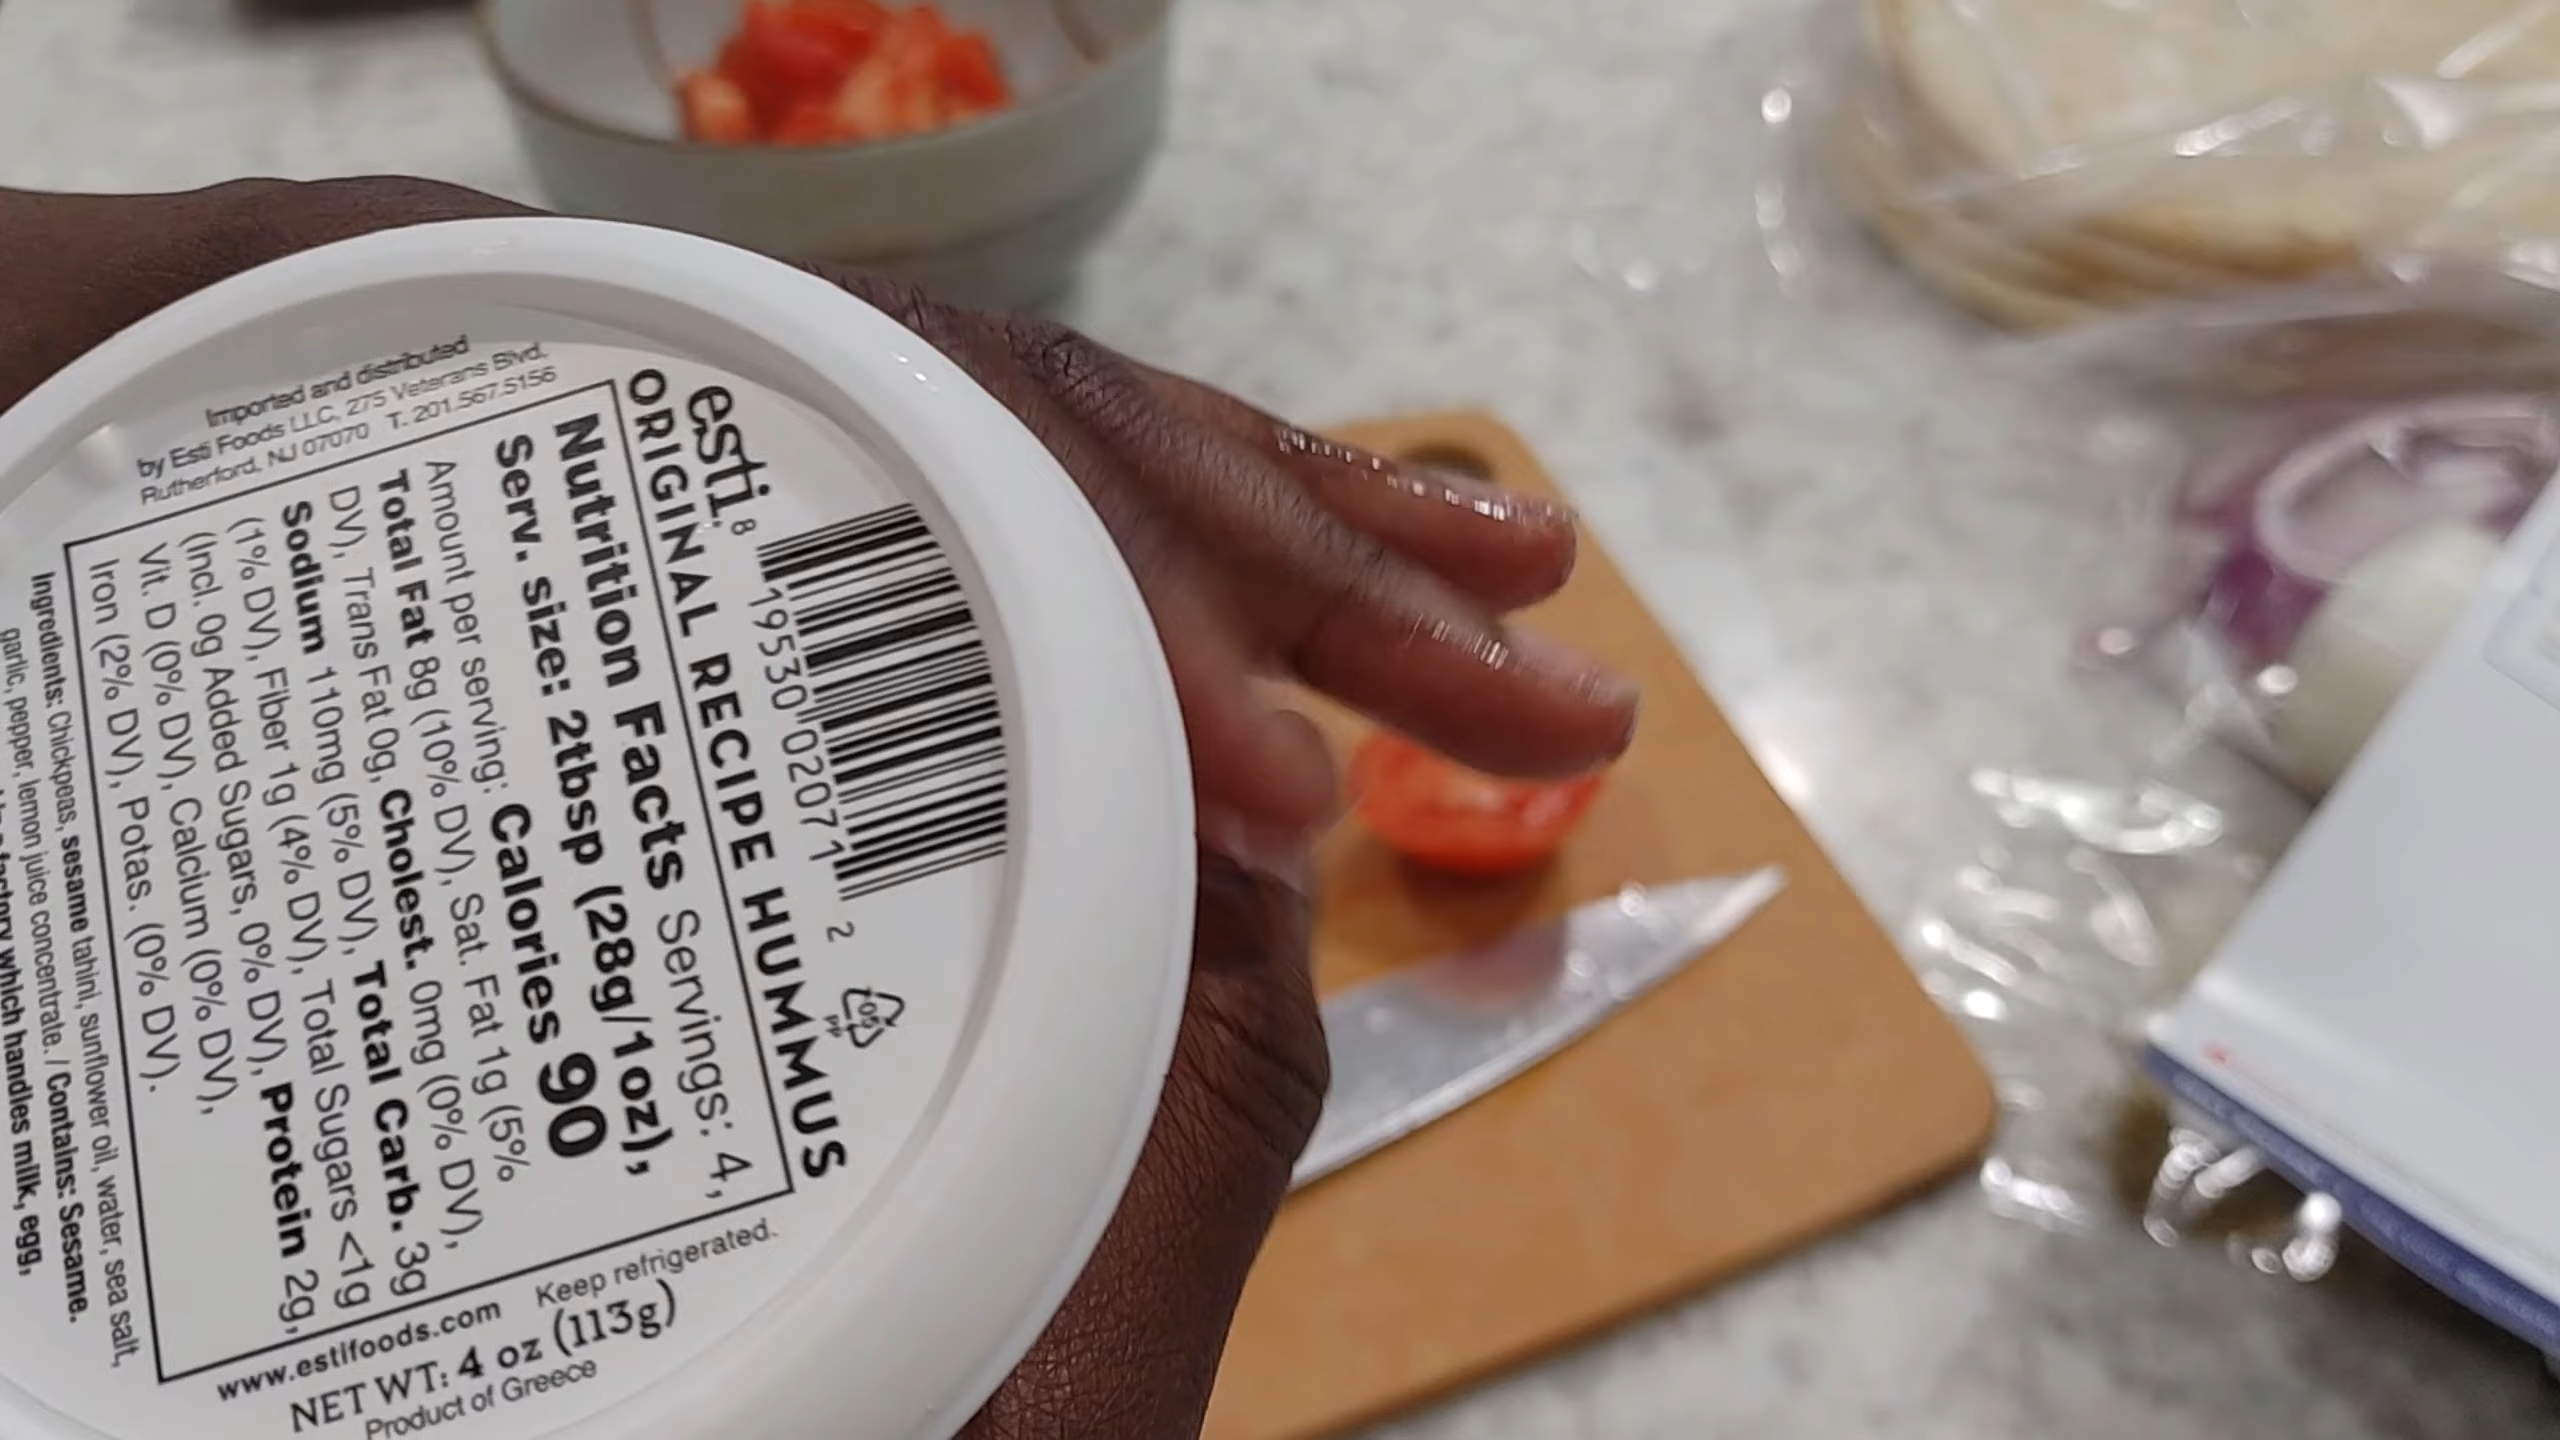 esti.
ORIGINAL RECIPE HUMMUS
8 19530 02071 2
05
PP
Nutrition Facts Servings: 4,
Serv. size: 2tbsp (28g/1oz),
Amount per serving: Calories 90
Total Fat 8g (10% DV), Sat. Fat 1g (5%
DV), Trans Fat 0g, Cholest. 0mg (0% DV),
Sodium 110mg (5% DV), Total Carb. 3g
(1% DV), Fiber 1g (4% DV), Total Sugars <1g
(Incl. 0g Added Sugars, 0% DV), Protein 2g,
Vit. D (0% DV), Calcium (0% DV),
Iron (2% DV), Potas. (0% DV).
Ingredients: Chickpeas, sesame tahini, sunflower oil, water, sea salt,
garlic, pepper, lemon juice concentrate. / Contains: Sesame.
factory which handles milk, egg,
Imported and distributed
by Esti Foods LLC, 275 Veterans Blvd,
Rutherford, NJ 07070 T. 201.567.5156
Keep refrigerated.
www.estifoods.com
NET WT: 4 oz (113g)
Product of Greece